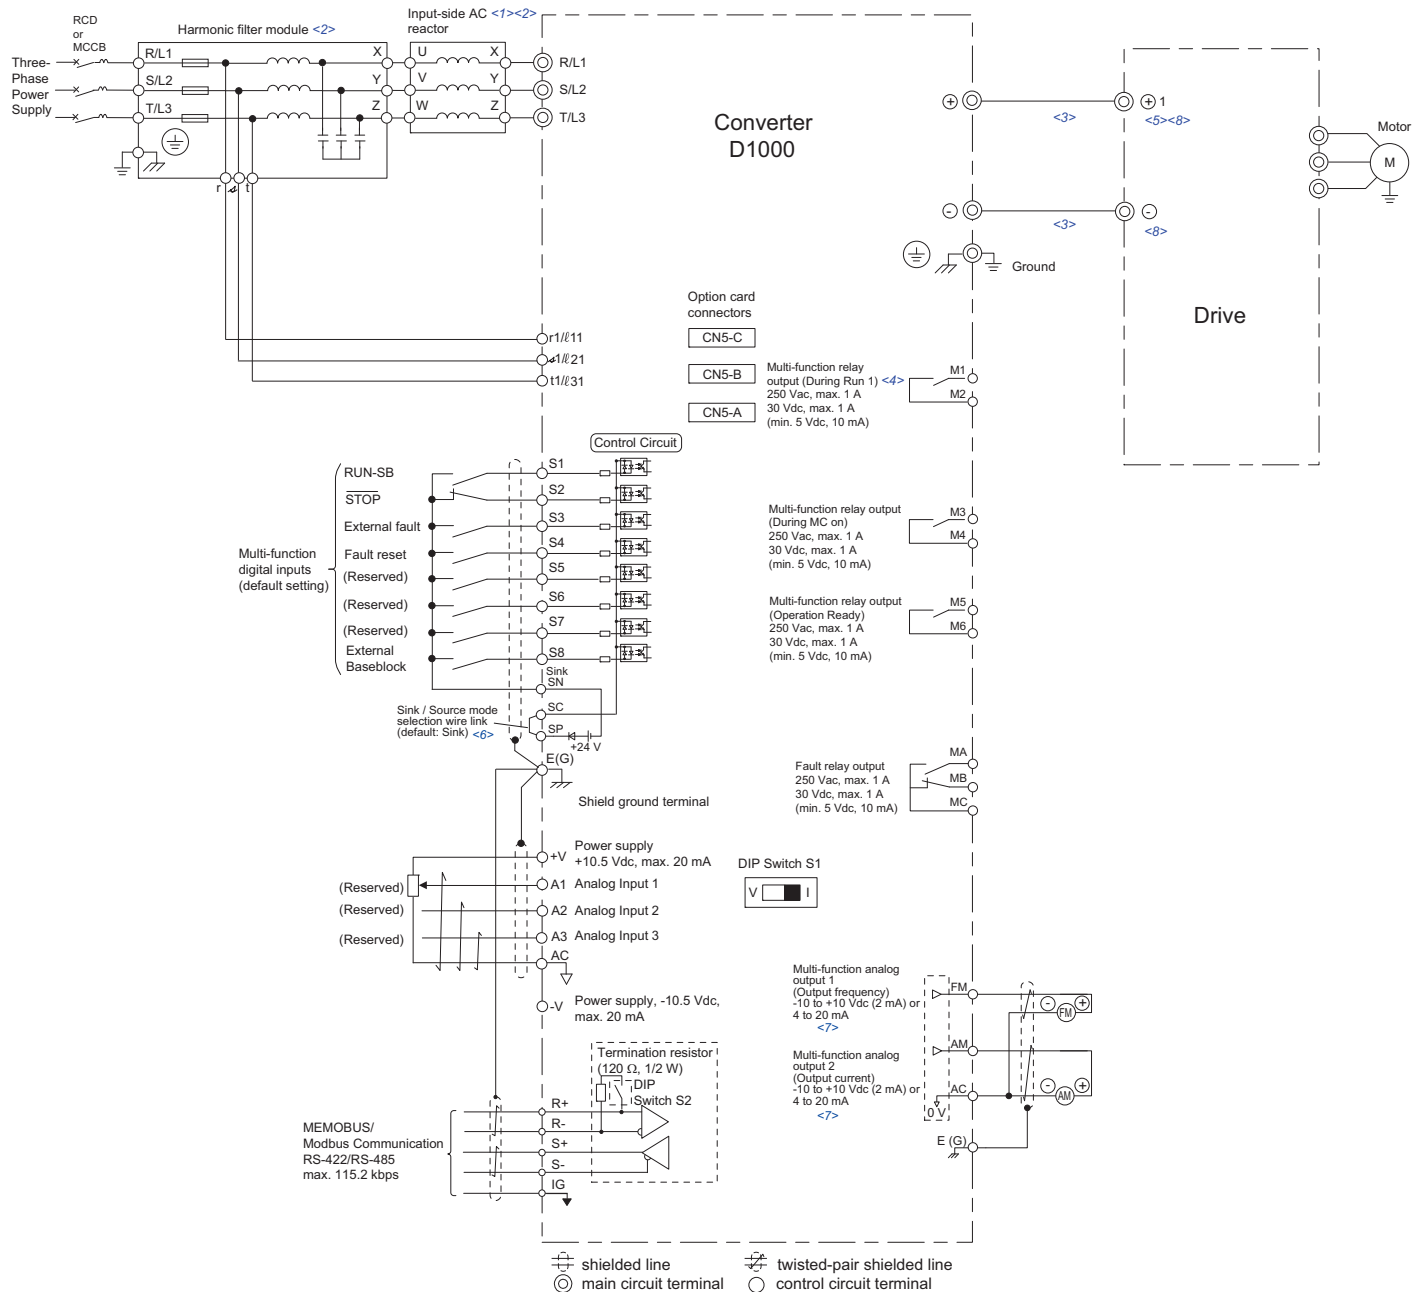 RCD
or
MCCB
Three-
Phase
Power
Supply
Harmonic filter module <2>
R/L1
S/L2
T/L3
X
Y
Z
r
t
Input-side AC <1><2>
reactor
U
V
W
X
Y
Z
R/L1
S/L2
T/L3
Converter
D1000
+
<3>
+ 1
<5><8>
-
<3>
-
<8>
Ground
Drive
Motor
M
r1/ℓ11
1/ℓ21
t1/ℓ31
Option card
connectors
CN5-C
CN5-B
CN5-A
Multi-function relay
output (During Run 1) <4>
250 Vac, max. 1 A
30 Vdc, max. 1 A
(min. 5 Vdc, 10 mA)
M1
M2
Control Circuit
Multi-function
digital inputs
(default setting)
RUN-SB
STOP
External fault
Fault reset
(Reserved)
(Reserved)
(Reserved)
External
Baseblock
S1
S2
S3
S4
S5
S6
S7
S8
Sink
SN
SC
SP
+24 V
Sink / Source mode
selection wire link
(default: Sink) <6>
E(G)
Shield ground terminal
Multi-function relay output
(During MC on)
250 Vac, max. 1 A
30 Vdc, max. 1 A
(min. 5 Vdc, 10 mA)
M3
M4
Multi-function relay output
(Operation Ready)
250 Vac, max. 1 A
30 Vdc, max. 1 A
(min. 5 Vdc, 10 mA)
M5
M6
Fault relay output
250 Vac, max. 1 A
30 Vdc, max. 1 A
(min. 5 Vdc, 10 mA)
MA
MB
MC
+V
Power supply
+10.5 Vdc, max. 20 mA
(Reserved)
A1 Analog Input 1
(Reserved)
A2 Analog Input 2
(Reserved)
A3 Analog Input 3
AC
-V
Power supply, -10.5 Vdc,
max. 20 mA
DIP Switch S1
V I
Multi-function analog
output 1
(Output frequency)
-10 to +10 Vdc (2 mA) or
4 to 20 mA
<7>
FM
- +
FM
Multi-function analog
output 2
(Output current)
-10 to +10 Vdc (2 mA) or
4 to 20 mA
<7>
AM
- +
AM
AC
0 V
E (G)
Termination resistor
(120 Ω, 1/2 W)
DIP
Switch S2
MEMOBUS/
Modbus Communication
RS-422/RS-485
max. 115.2 kbps
R+
R-
S+
S-
IG
shielded line
twisted-pair shielded line
main circuit terminal
control circuit terminal